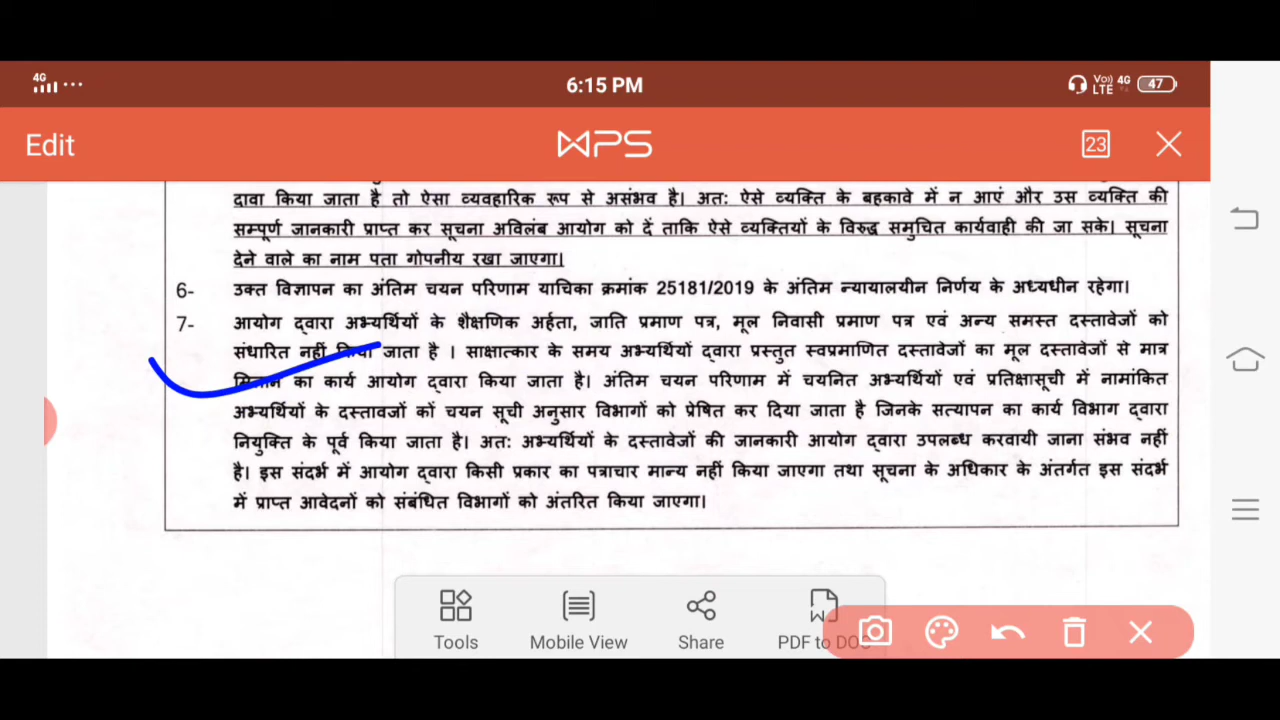 4G
6:15 PM
Vo) LTE 4G 47
Edit
WPS
23
दावा किया जाता है तो ऐसा व्यवहारिक रूप से असंभव है। अतः ऐसे व्यक्ति के बहकावे में न आएं और उस व्यक्ति की
सम्पूर्ण जानकारी प्राप्त कर सूचना अविलंब आयोग को दें ताकि ऐसे व्यक्तियों के विरुद्ध समुचित कार्यवाही की जा सके। सूचना
देने वाले का नाम पता गोपनीय रखा जाएगा।
6- उक्त विज्ञापन का अंतिम चयन परिणाम याचिका क्रमांक 25181/2019 के अंतिम न्यायालयीन निर्णय के अध्यधीन रहेगा।
7- आयोग द्वारा अभ्यर्थियों के शैक्षणिक अर्हता, जाति प्रमाण पत्र, मूल निवासी प्रमाण पत्र एवं अन्य समस्त दस्तावेजों को
संधारित नहीं किया जाता है । साक्षात्कार के समय अभ्यर्थियों द्वारा प्रस्तुत स्वप्रमाणित दस्तावेजों का मूल दस्तावेजों से मात्र
मिलान का कार्य आयोग द्वारा किया जाता है। अंतिम चयन परिणाम में चयनित अभ्यर्थियों एवं प्रतिक्षासूची में नामांकित
अभ्यर्थियों के दस्तावजों कों चयन सूची अनुसार विभागों को प्रेषित कर दिया जाता है जिनके सत्यापन का कार्य विभाग द्वारा
नियुक्ति के पूर्व किया जाता है। अतः अभ्यर्थियों के दस्तावेजों की जानकारी आयोग द्वारा उपलब्ध करवायी जाना संभव नहीं
है। इस संदर्भ में आयोग द्वारा किसी प्रकार का पत्राचार मान्य नहीं किया जाएगा तथा सूचना के अधिकार के अंतर्गत इस संदर्भ
में प्राप्त आवेदनों को संबंधित विभागों को अंतरित किया जाएगा।
Tools
Mobile View
Share
PDF to DOC